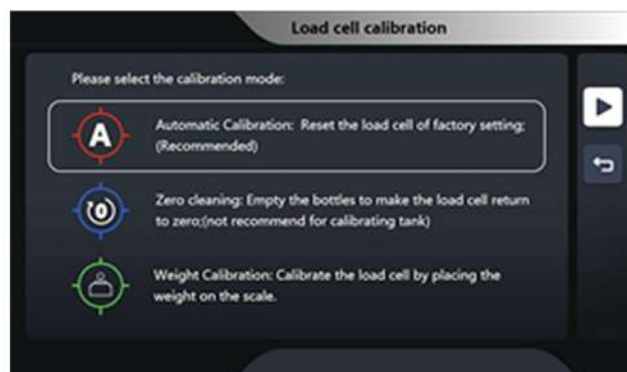 Load cell calibration
Please select the calibration mode:
A
Automatic Calibration: Reset the load cell of factory setting;
(Recommended)
0
Zero cleaning: Empty the bottles to make the load cell return
to zero;(not recommend for calibrating tank)
Weight Calibration: Calibrate the load cell by placing the
weight on the scale.